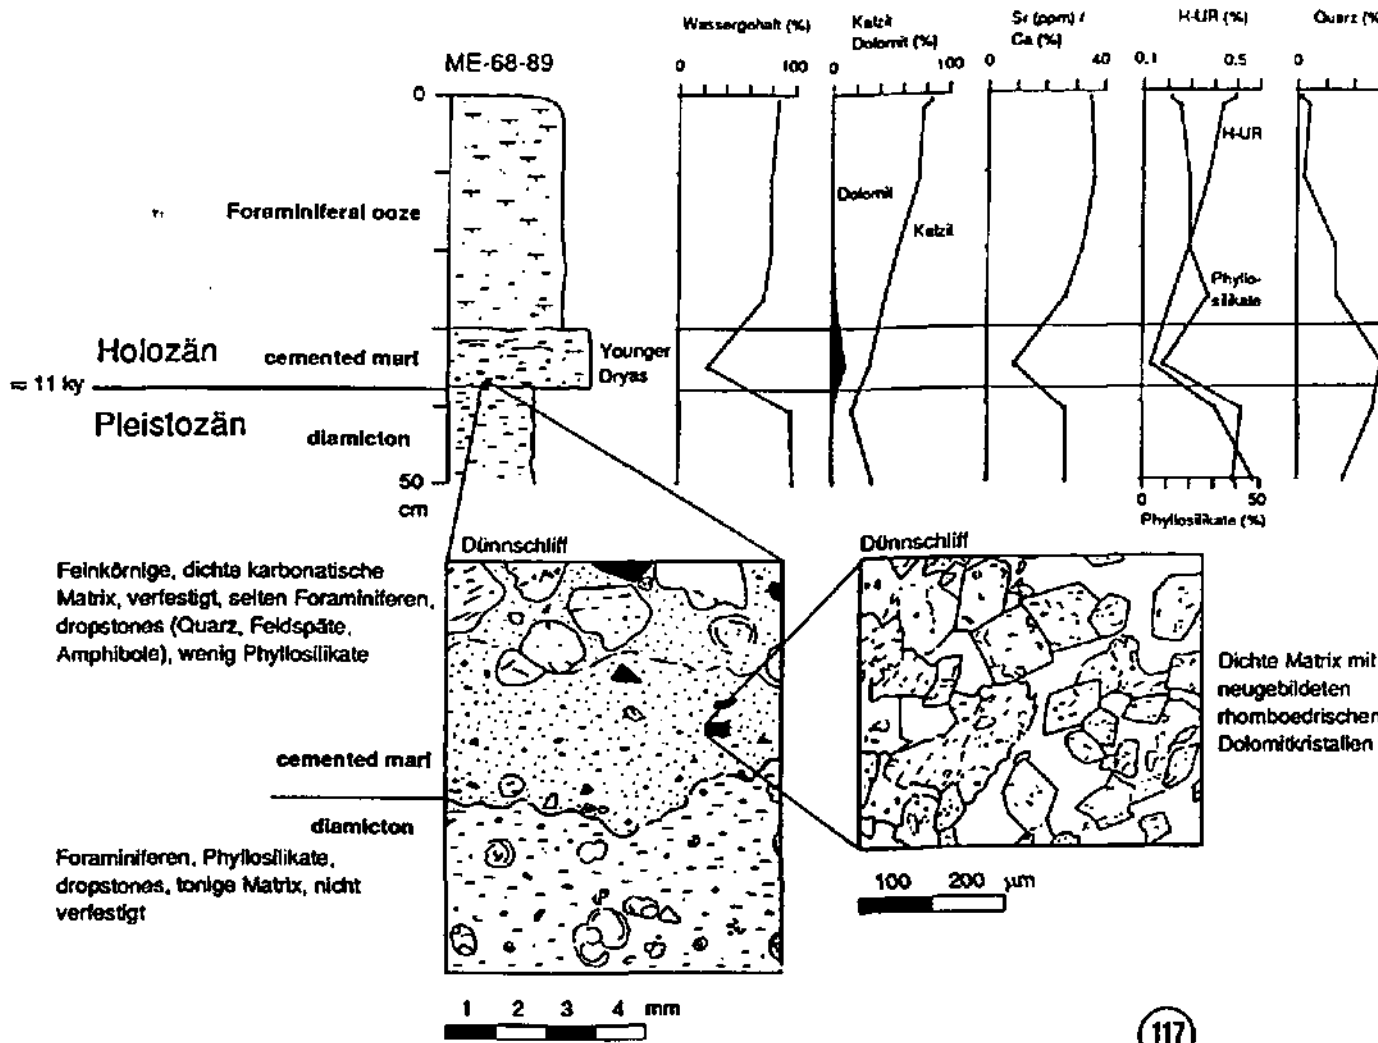 Wassergehalt (%)
Kalzit
Dolomit (%)
Sr (ppm) /
Ca (%)
H-UR (%)
Quarz (%
ME-68-89
0
100
0
100
0
40
0.1
0.5
0
0
Foraminiferal ooze
Dolomit
Kalzit
H-UR
Phyllo-
silikate
Holozän
cemented marl
Younger
Dryas
≈ 11 ky
Pleistozän
diamicton
50
cm
0
50
Phyllosilikate (%)
Dünnschliff
Dünnschliff
Feinkörnige, dichte karbonatische
Matrix, verfestigt, selten Foraminiferen,
dropstones (Quarz, Feldspäte,
Amphibole), wenig Phyllosilikate
Dichte Matrix mit
neugebildeten
rhomboedrischen
Dolomitkristallen
cemented marl
diamicton
Foraminiferen, Phyllosilikate,
dropstones, tonige Matrix, nicht
verfestigt
100 200 µm
1 2 3 4 mm
117